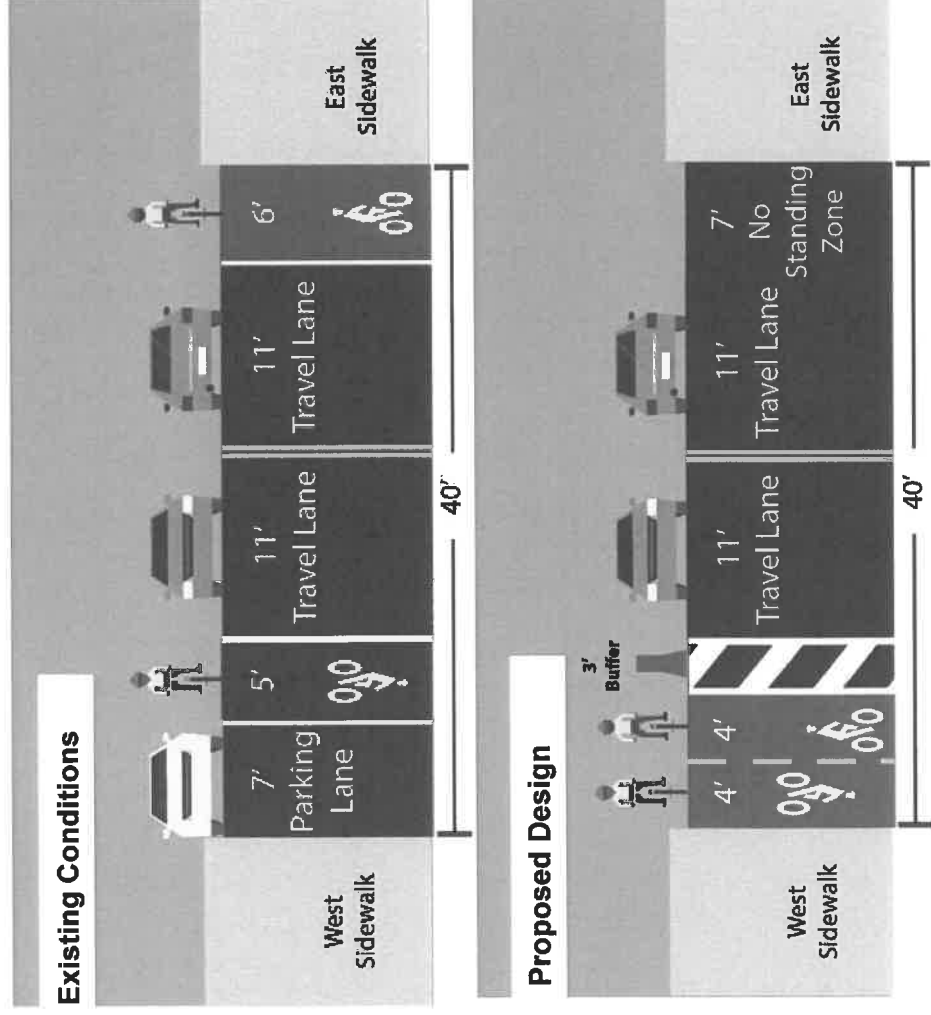 Existing Conditions
West
Sidewalk
7'
Parking
Lane
5'
11'
Travel Lane
11'
Travel Lane
6'
East
Sidewalk
40'
Proposed Design
West
Sidewalk
4'
4'
3'
Buffer
11'
Travel Lane
11'
Travel Lane
7'
No
Standing
Zone
East
Sidewalk
40'